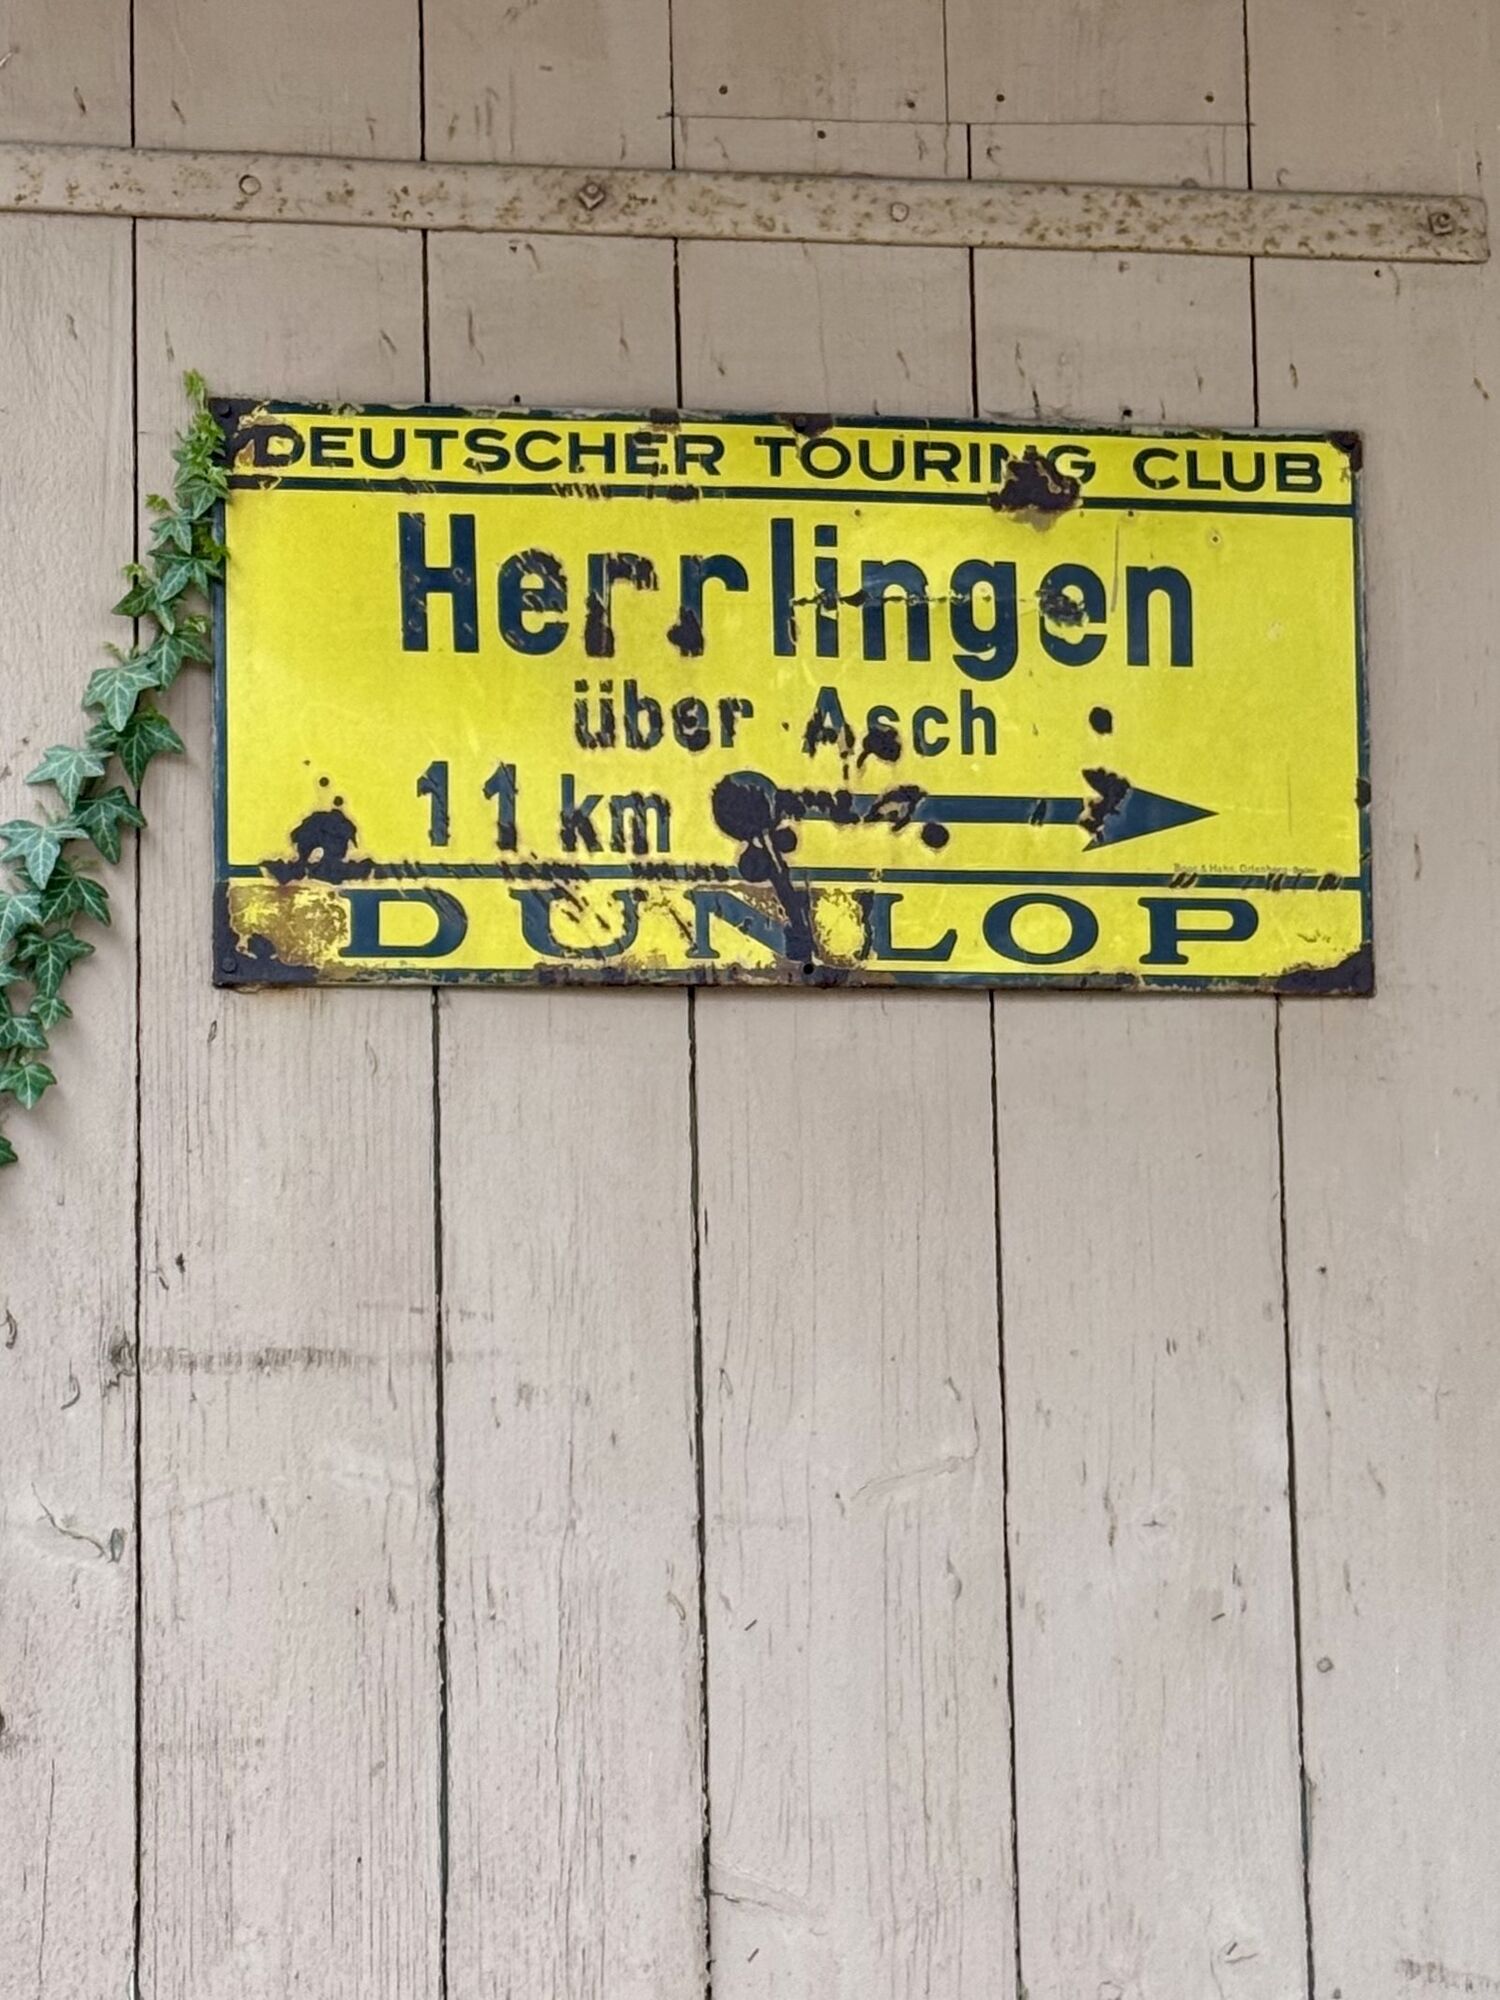 DEUTSCHER TOURING CLUB
Herrlingen
über Asch
11 km
DUNLOP